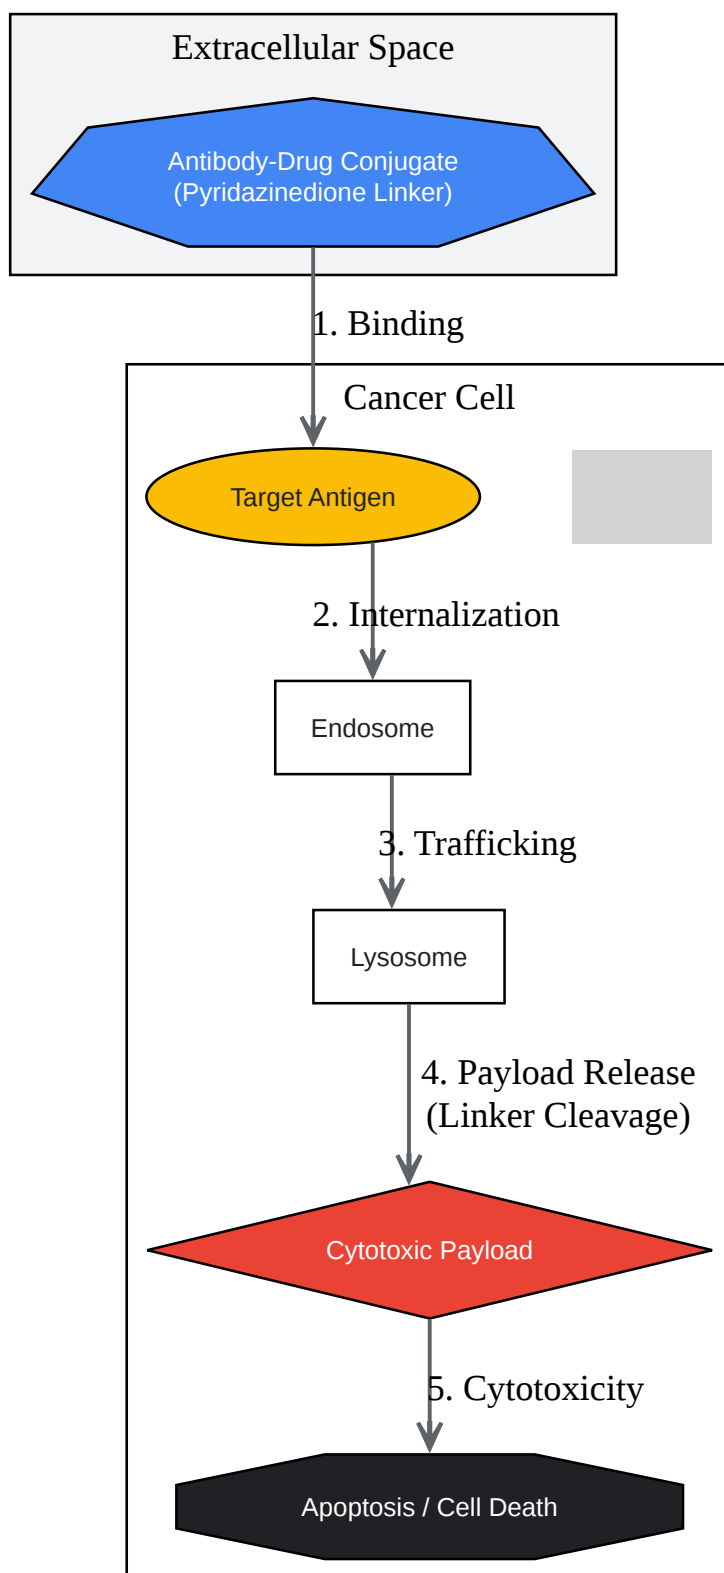 Extracellular Space
Antibody-Drug Conjugate
(Pyridazinedione Linker)
1. Binding
Cancer Cell
Target Antigen
2. Internalization
Endosome
3. Trafficking
Lysosome
4. Payload Release
(Linker Cleavage)
Cytotoxic Payload
5. Cytotoxicity
Apoptosis / Cell Death